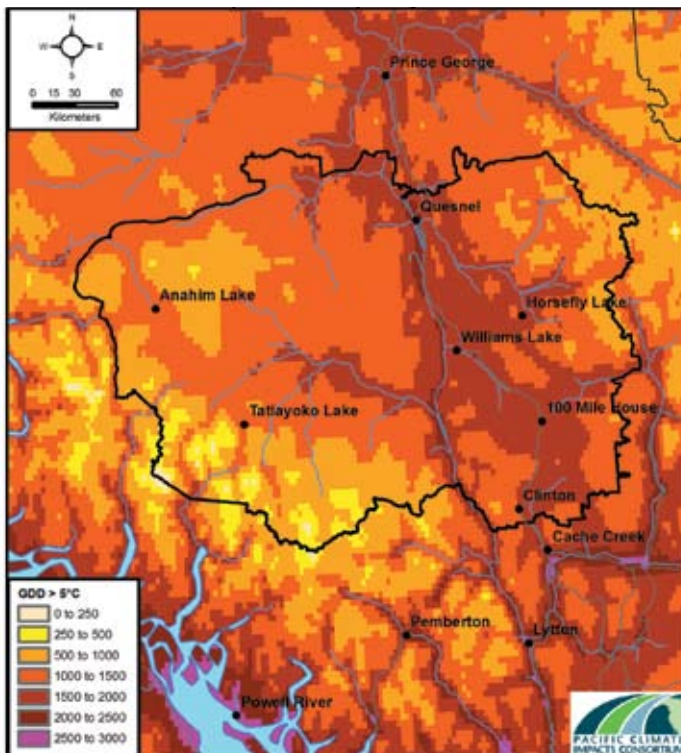 N
W E
S
0 15 30 60
Kilometers
Prince George
Quesnel
Anahim Lake
Horsefly Lake
Williams Lake
Tatlayoko Lake
100 Mile House
Clinton
Cache Creek
Pemberton
Lytton
Powell River
GDD > 5°C
0 to 250
250 to 500
500 to 1000
1000 to 1500
1500 to 2000
2000 to 2500
2500 to 3000
PACIFIC CLIMATE
IMPACTS CONSORTIUM